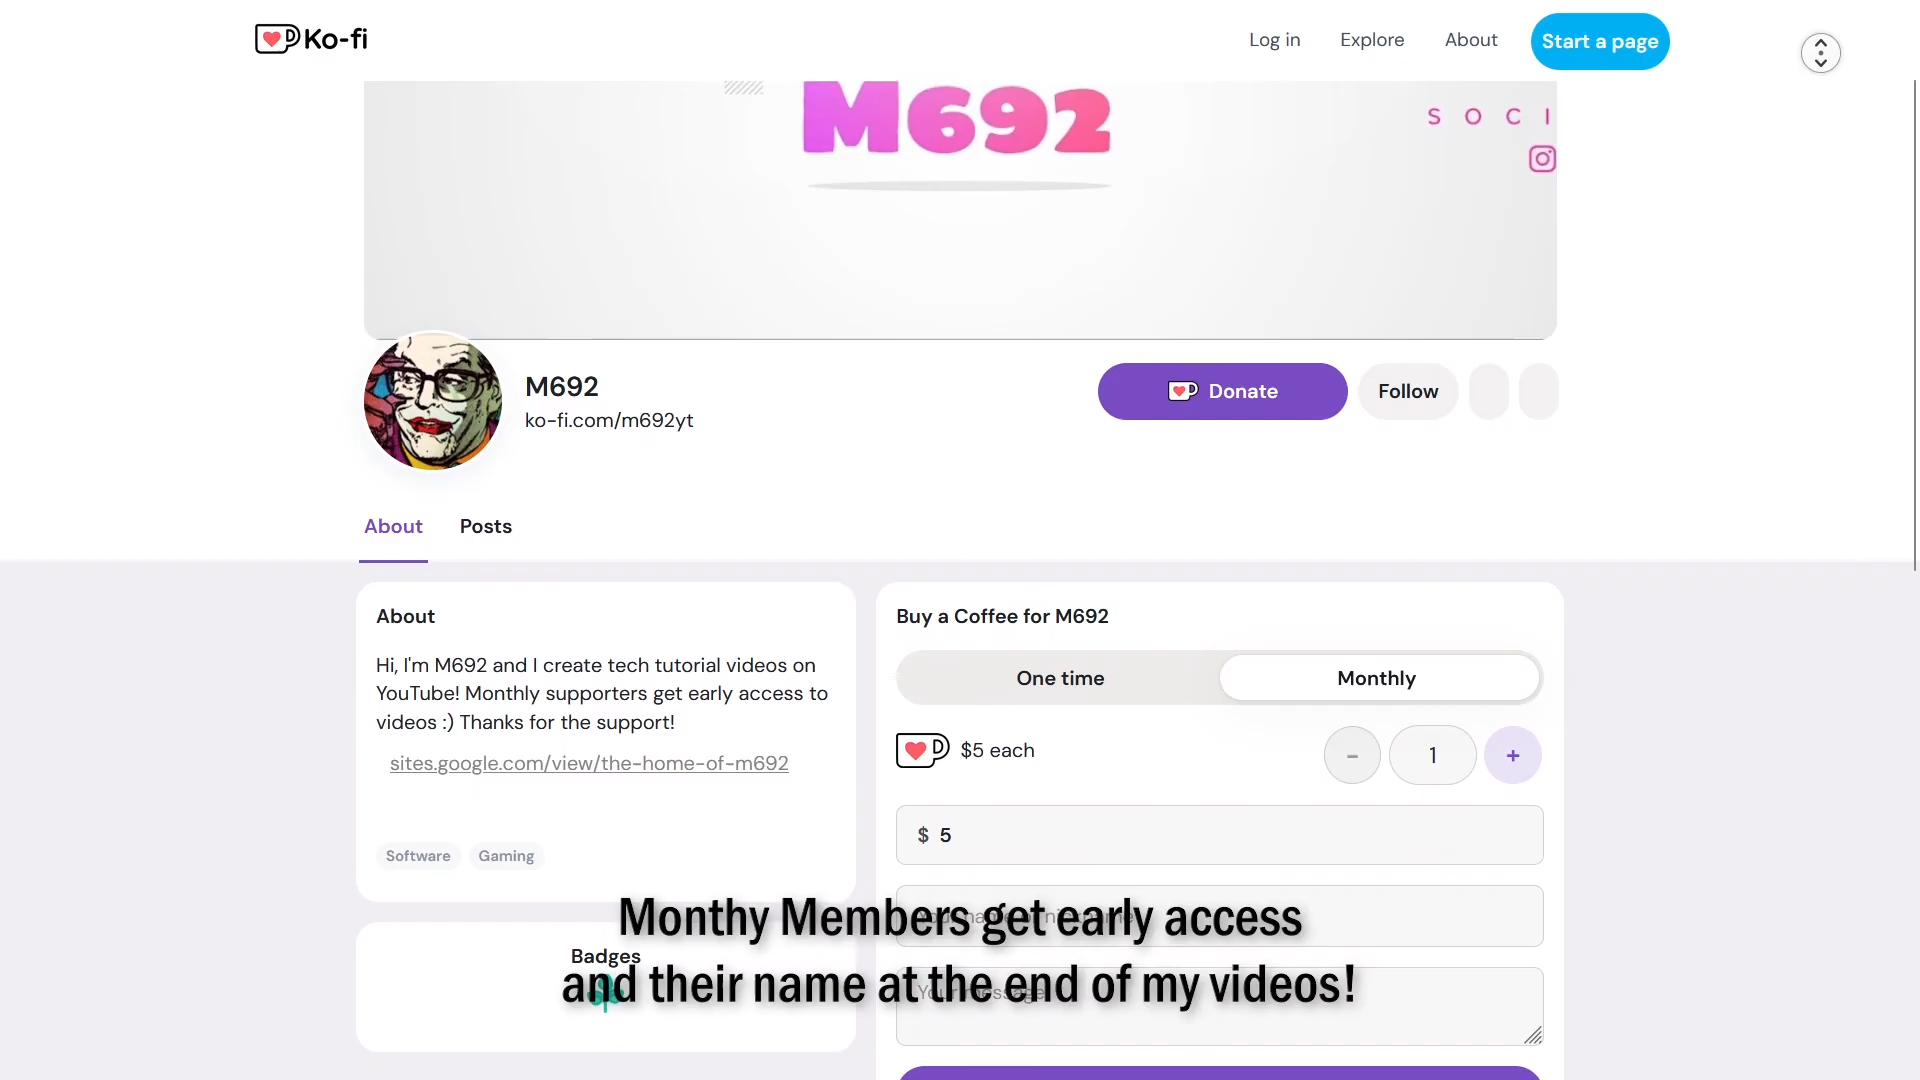 Ko-fi
Log in
Explore
About
Start a page
M692
SOCI
M692
ko-fi.com/m692yt
Donate
Follow
About
Posts
About
Hi, I'm M692 and I create tech tutorial videos on
YouTube! Monthly supporters get early access to
videos :) Thanks for the support!
sites.google.com/view/the-home-of-m692
Software
Gaming
Badges
Buy a Coffee for M692
One time
Monthly
$5 each
-
1
+
$ 5
Your message
Monthy Members get early access
and their name at the end of my videos!